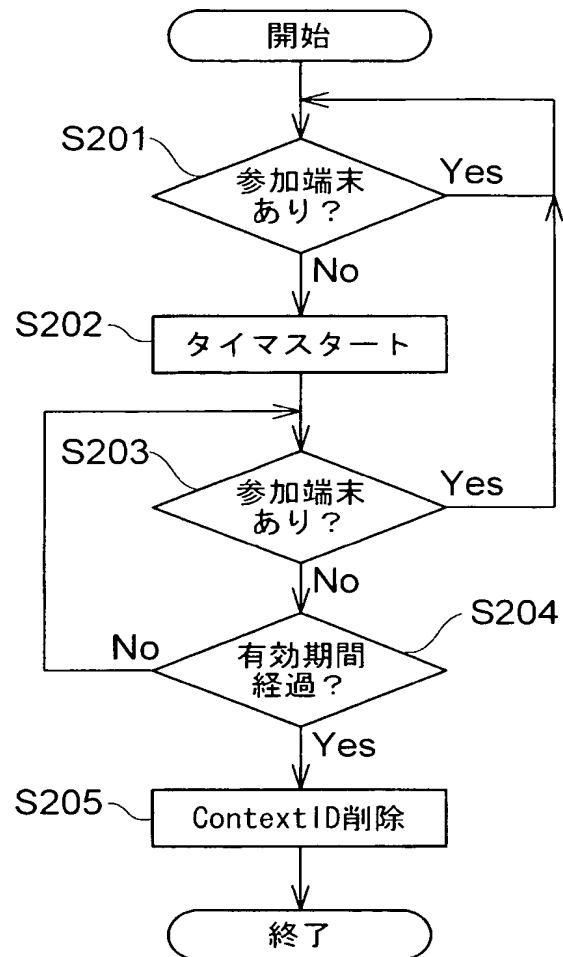 開始
S201
参加端末
あり？
Yes
No
S202
タイマスタート
S203
参加端末
あり？
Yes
No
S204
有効期間
経過？
No
Yes
S205
ContextID削除
終了